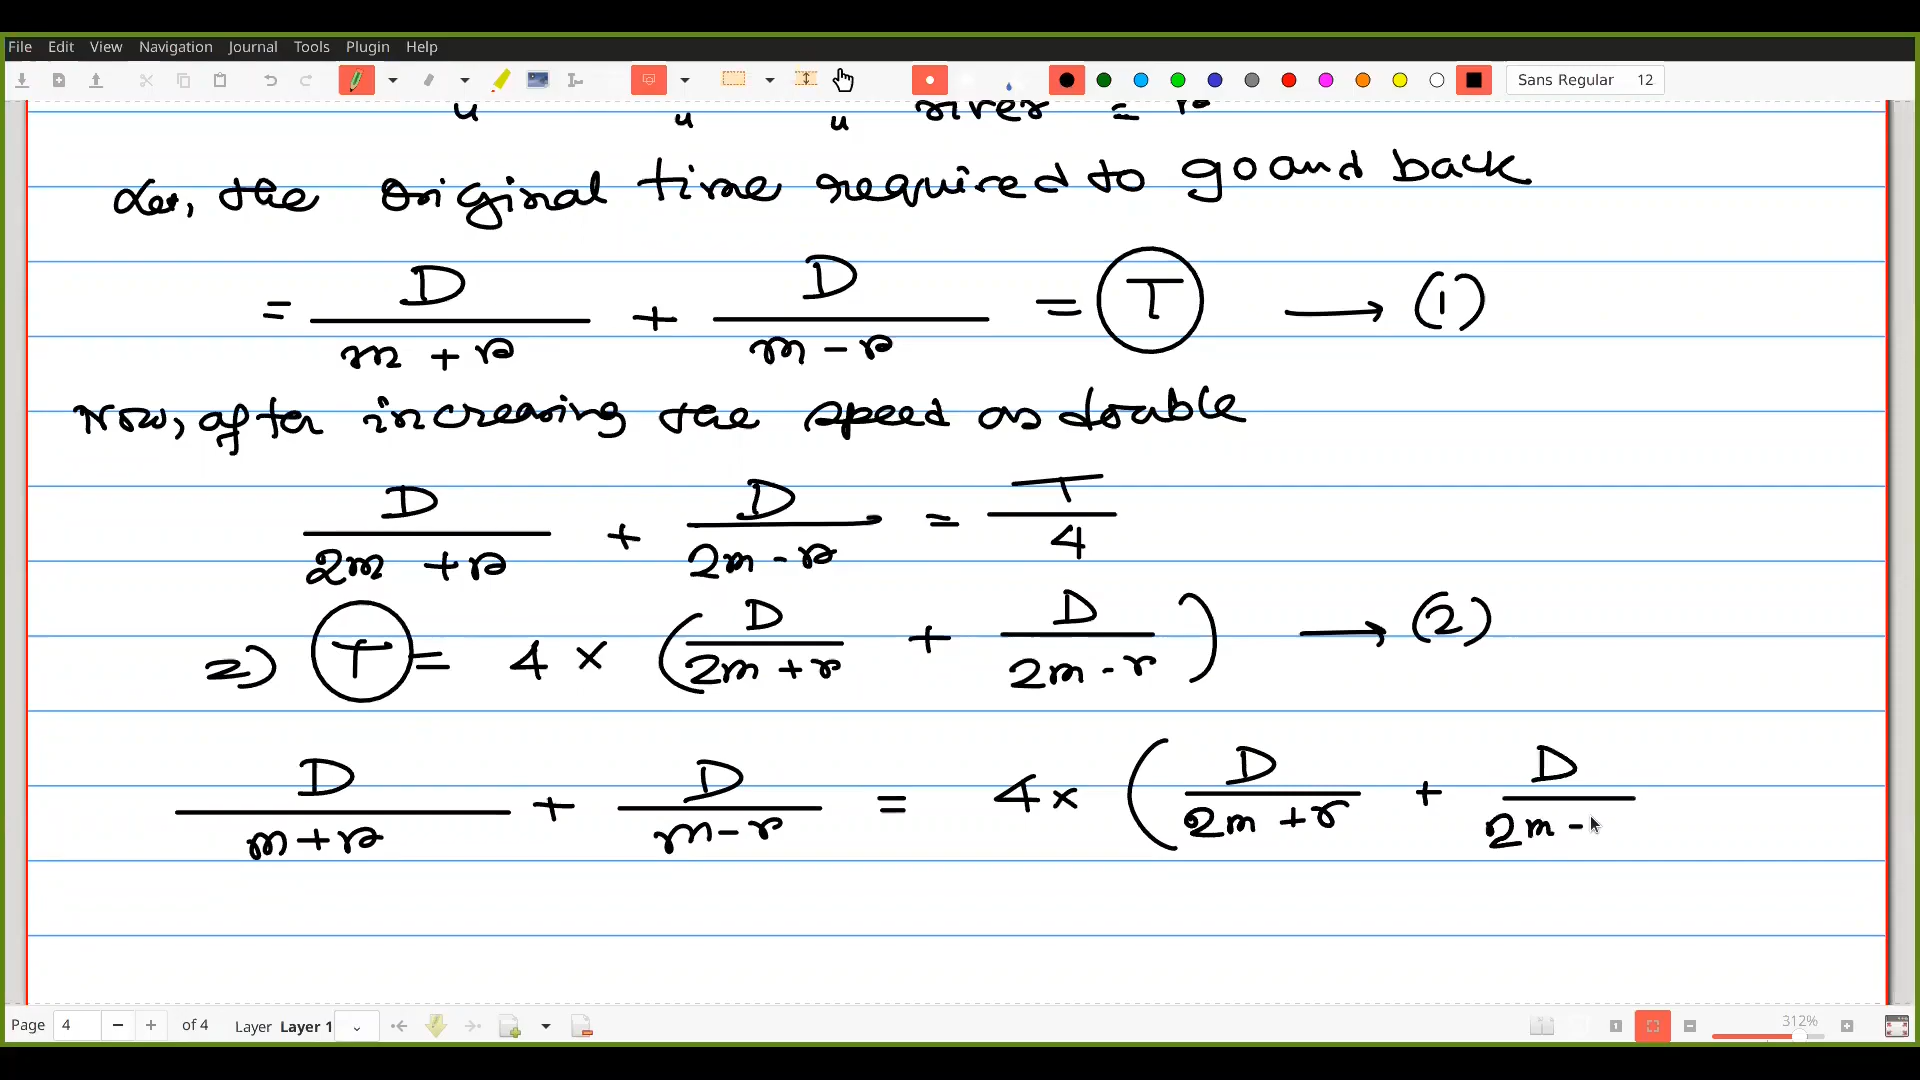 File Edit View Navigation Journal Tools Plugin Help
Sans Regular 12
u u u river = r
Let, the original time required to go and back
= D/(m + r) + D/(m - r) = T → (1)
Now, after increasing the speed as double
D/(2m + r) + D/(2m - r) = T/4
=) T = 4 × (D/(2m + r) + D/(2m - r)) → (2)
D/(m + r) + D/(m - r) = 4 × (D/(2m + r) + D/(2m -
Page 4 - + of 4 Layer Layer 1 312%